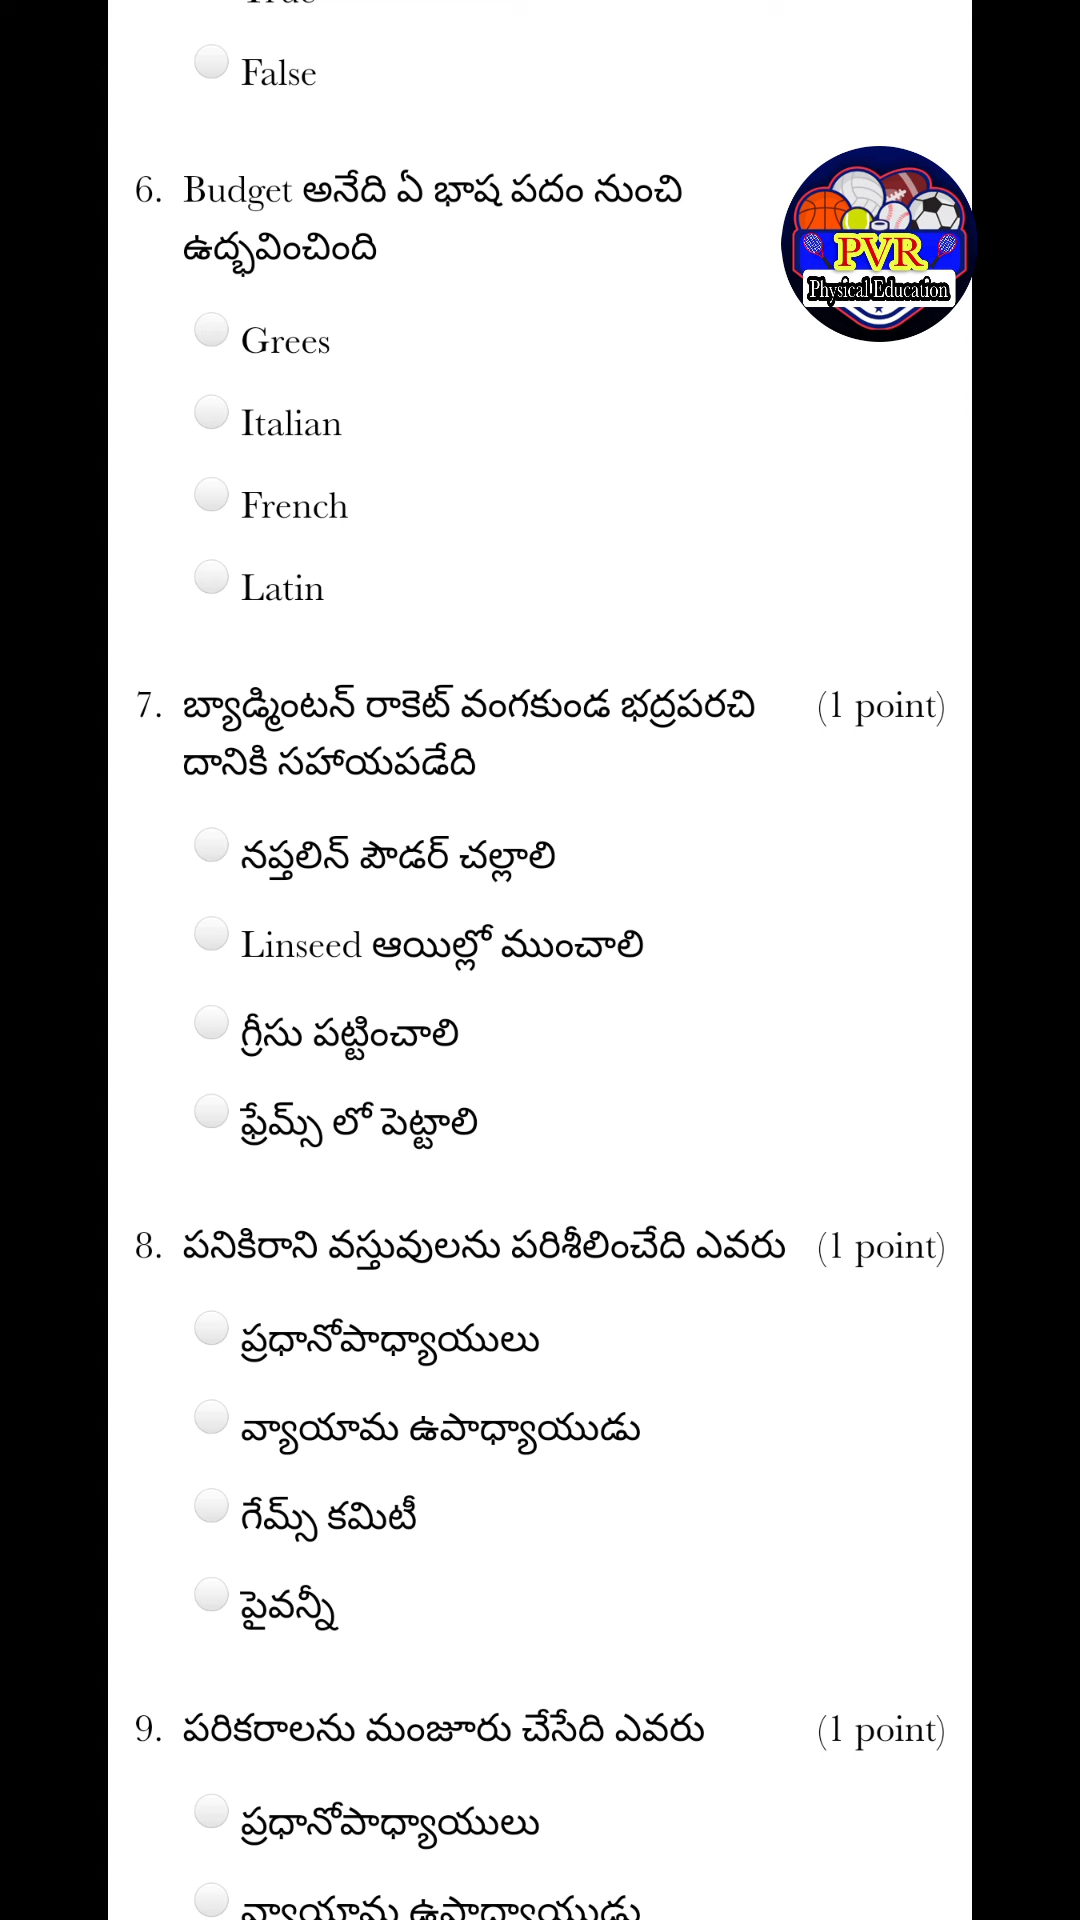 False
6. Budget అనేది ఏ భాష పదం నుంచి
ఉద్భవించింది
PVR
Physical Education
Grees
Italian
French
Latin
7. బ్యాడ్మింటన్ రాకెట్ వంగకుండ భద్రపరచి (1 point)
దానికి సహాయపడేది
నప్తలిన్ పౌడర్ చల్లాలి
Linseed ఆయిల్లో ముంచాలి
గ్రీసు పట్టించాలి
ఫ్రేమ్స్ లో పెట్టాలి
8. పనికిరాని వస్తువులను పరిశీలించేది ఎవరు (1 point)
ప్రధానోపాధ్యాయులు
వ్యాయామ ఉపాధ్యాయుడు
గేమ్స్ కమిటీ
పైవన్నీ
9. పరికరాలను మంజూరు చేసేది ఎవరు (1 point)
ప్రధానోపాధ్యాయులు
వ్యాయామ ఉపాధ్యాయుడు